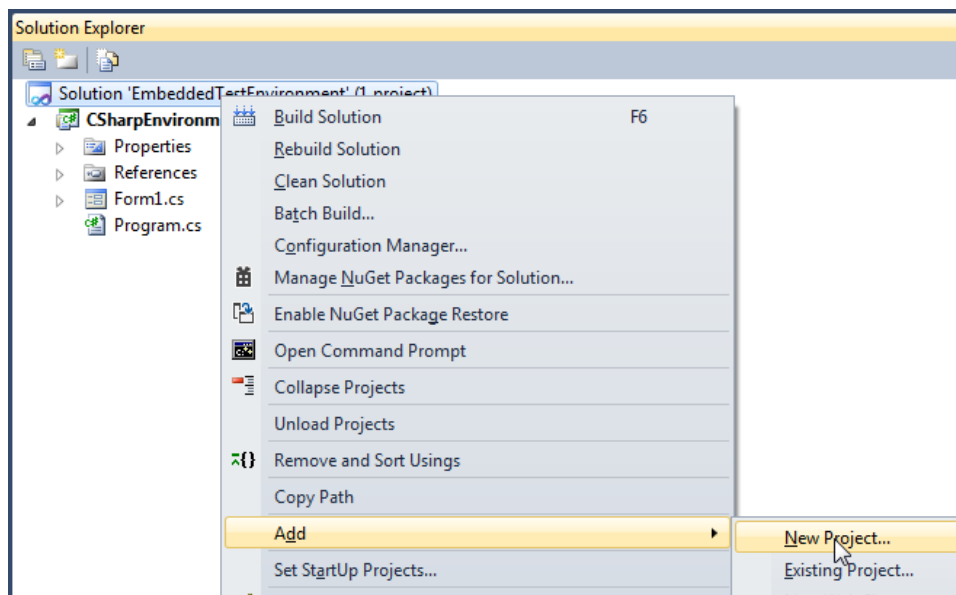 Solution Explorer
Solution 'EmbeddedTestEnvironment' (1 project)
CSharpEnvironm
Properties
References
Form1.cs
Program.cs
Build Solution F6
Rebuild Solution
Clean Solution
Batch Build...
Configuration Manager...
Manage NuGet Packages for Solution...
Enable NuGet Package Restore
Open Command Prompt
Collapse Projects
Unload Projects
Remove and Sort Usings
Copy Path
Add
New Project...
Set StartUp Projects...
Existing Project...